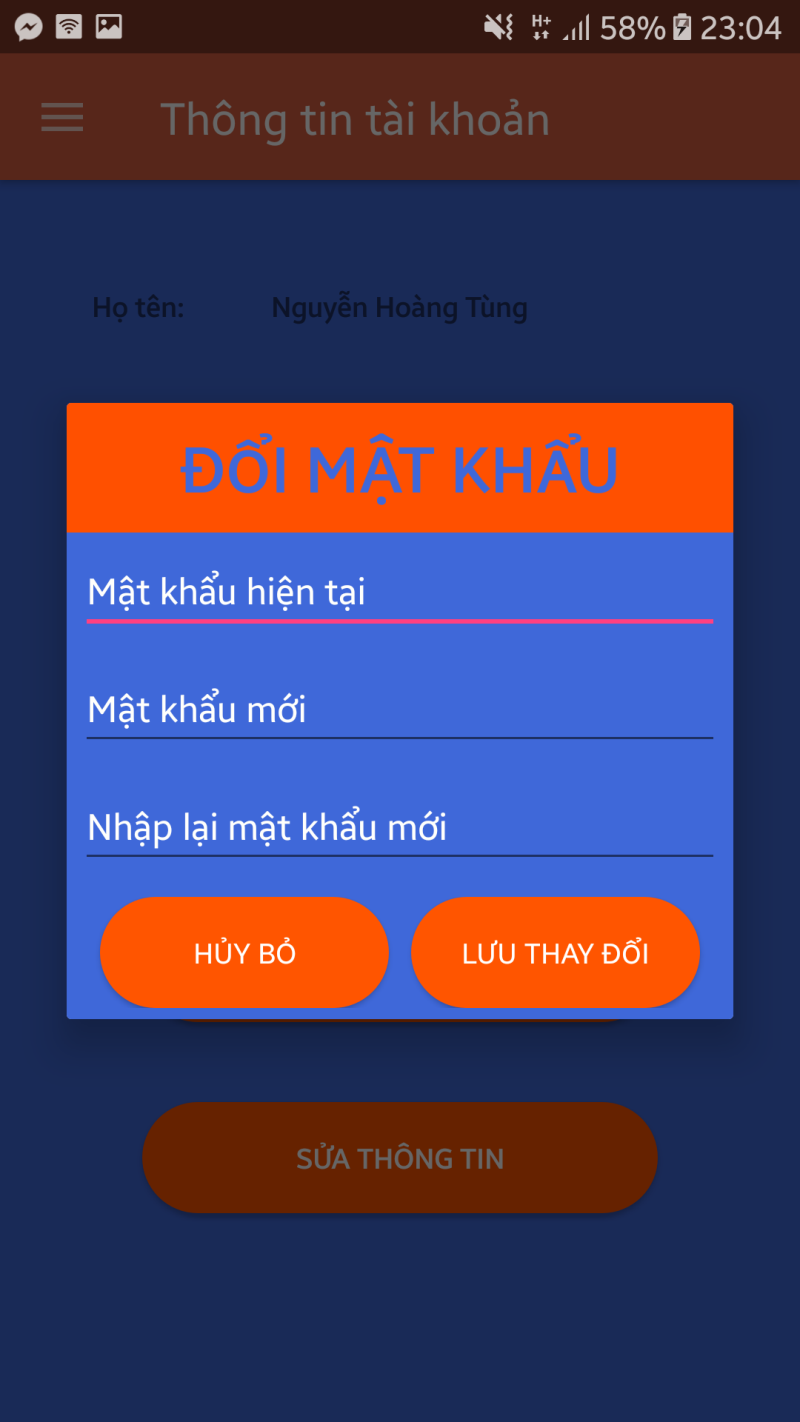 H+ 58% 23:04
Thông tin tài khoản
Họ tên: Nguyễn Hoàng Tùng
ĐỔI MẬT KHẨU
Mật khẩu hiện tại
Mật khẩu mới
Nhập lại mật khẩu mới
HỦY BỎ LƯU THAY ĐỔI
SỬA THÔNG TIN